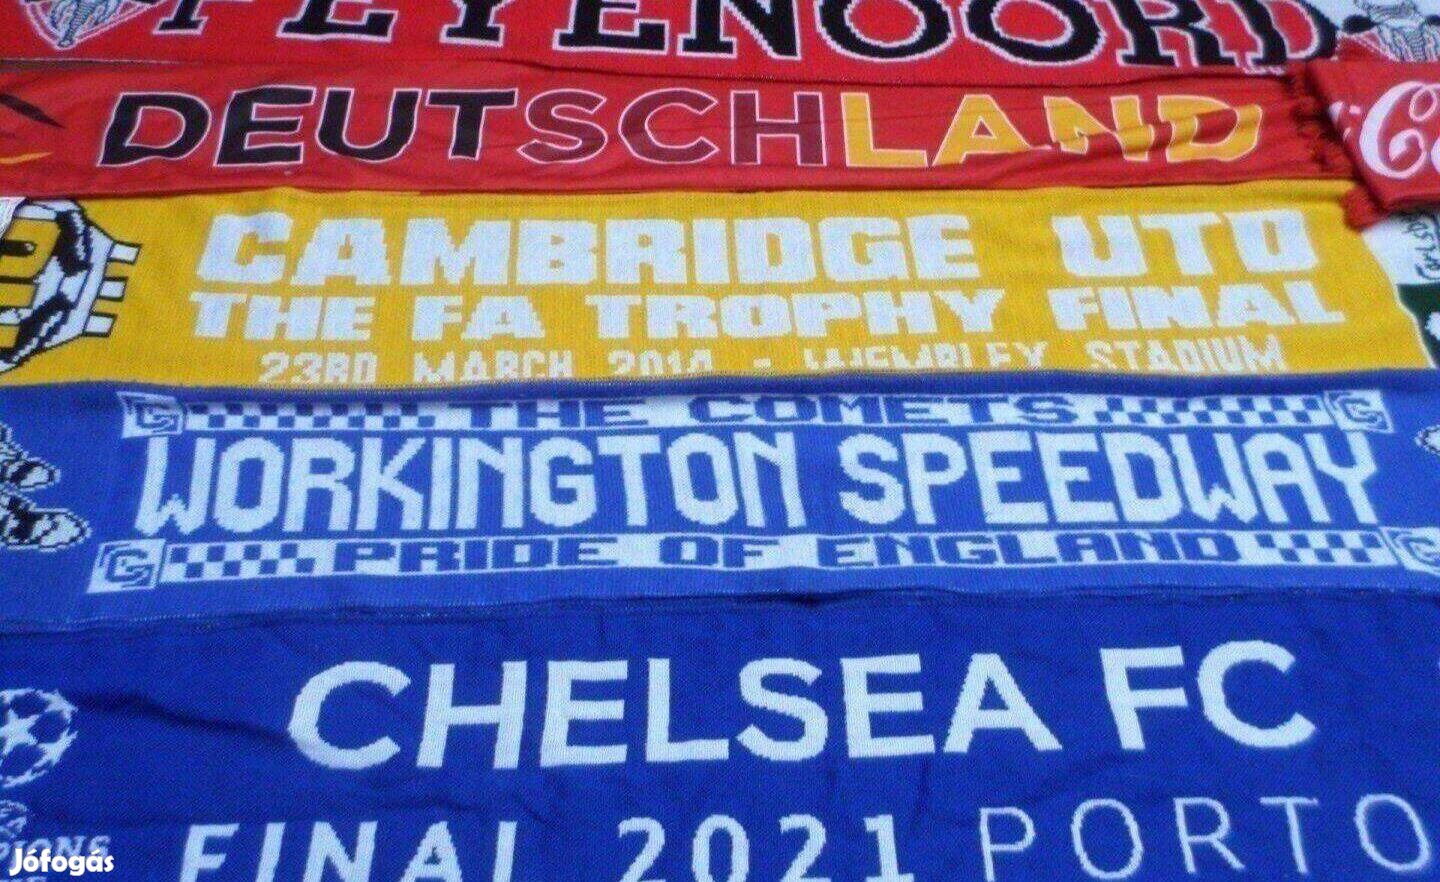 FEYENOORD
DEUTSCHLAND
CAMBRIDGE UTD
THE FA TROPHY FINAL
23RD MARCH 2014 - WEMBLEY STADIUM
THE COMETS
WORKINGTON SPEEDWAY
PRIDE OF ENGLAND
CHELSEA FC
FINAL 2021 PORTO
Jófogás